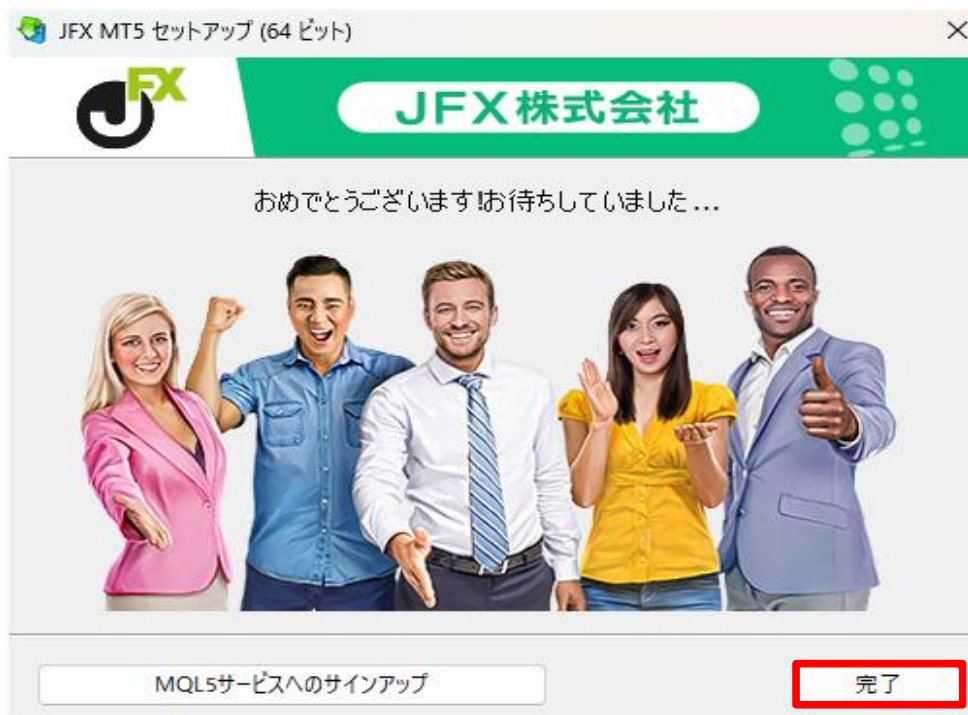 JFX MT5 セットアップ (64 ビット)
JFX
JFX株式会社
おめでとうございます!お待ちしていました...
MQL5サービスへのサインアップ
完了